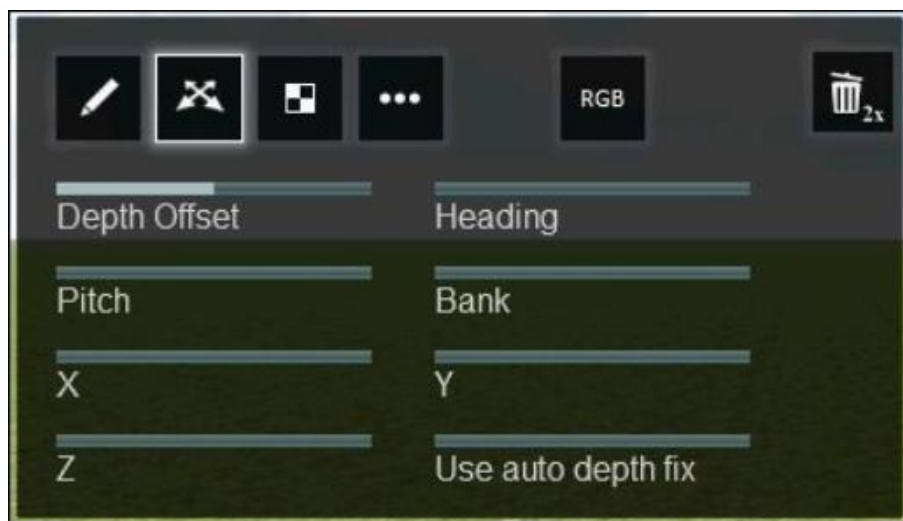 RGB
2x
Depth Offset
Heading
Pitch
Bank
X
Y
Z
Use auto depth fix